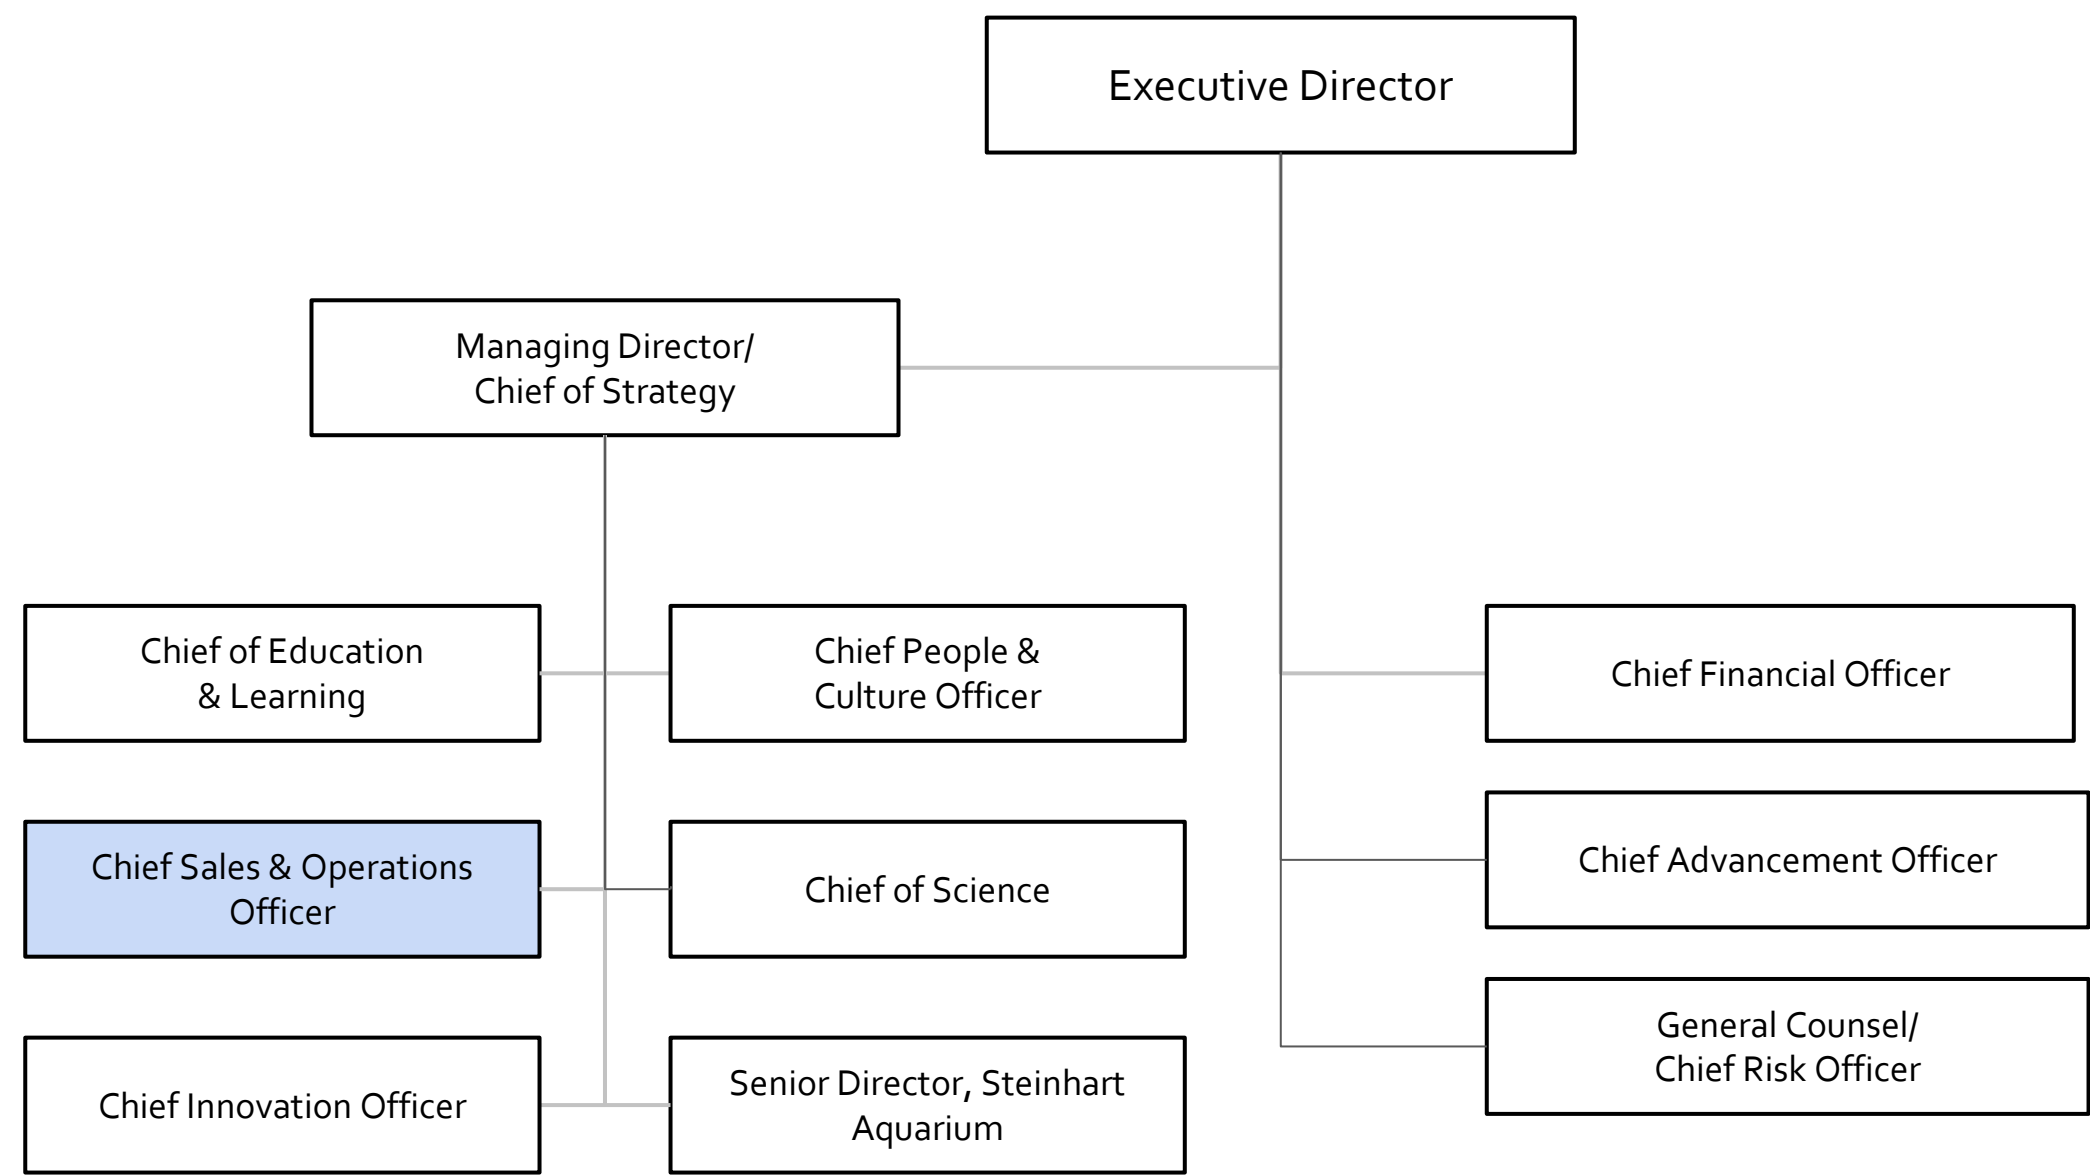 Executive Director
Managing Director/
Chief of Strategy
Chief of Education
& Learning
Chief People &
Culture Officer
Chief Financial Officer
Chief Sales & Operations
Officer
Chief of Science
Chief Advancement Officer
Chief Innovation Officer
Senior Director, Steinhart
Aquarium
General Counsel/
Chief Risk Officer